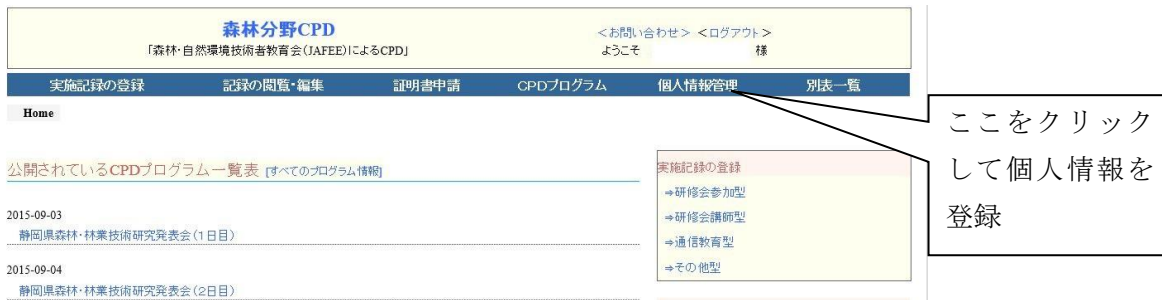 森林分野CPD
「森林・自然環境技術者教育会(JAFEE)によるCPD」
<お問い合わせ> <ログアウト>
ようこそ 様
実施記録の登録 記録の閲覧・編集 証明書申請 CPDプログラム 個人情報管理 別表一覧
Home
公開されているCPDプログラム一覧表 [すべてのプログラム情報]
2015-09-03
静岡県森林・林業技術研究発表会(1日目)
2015-09-04
静岡県森林・林業技術研究発表会(2日目)
実施記録の登録
⇒研修会参加型
⇒研修会講師型
⇒通信教育型
⇒その他型
ここをクリック
して個人情報を
登録